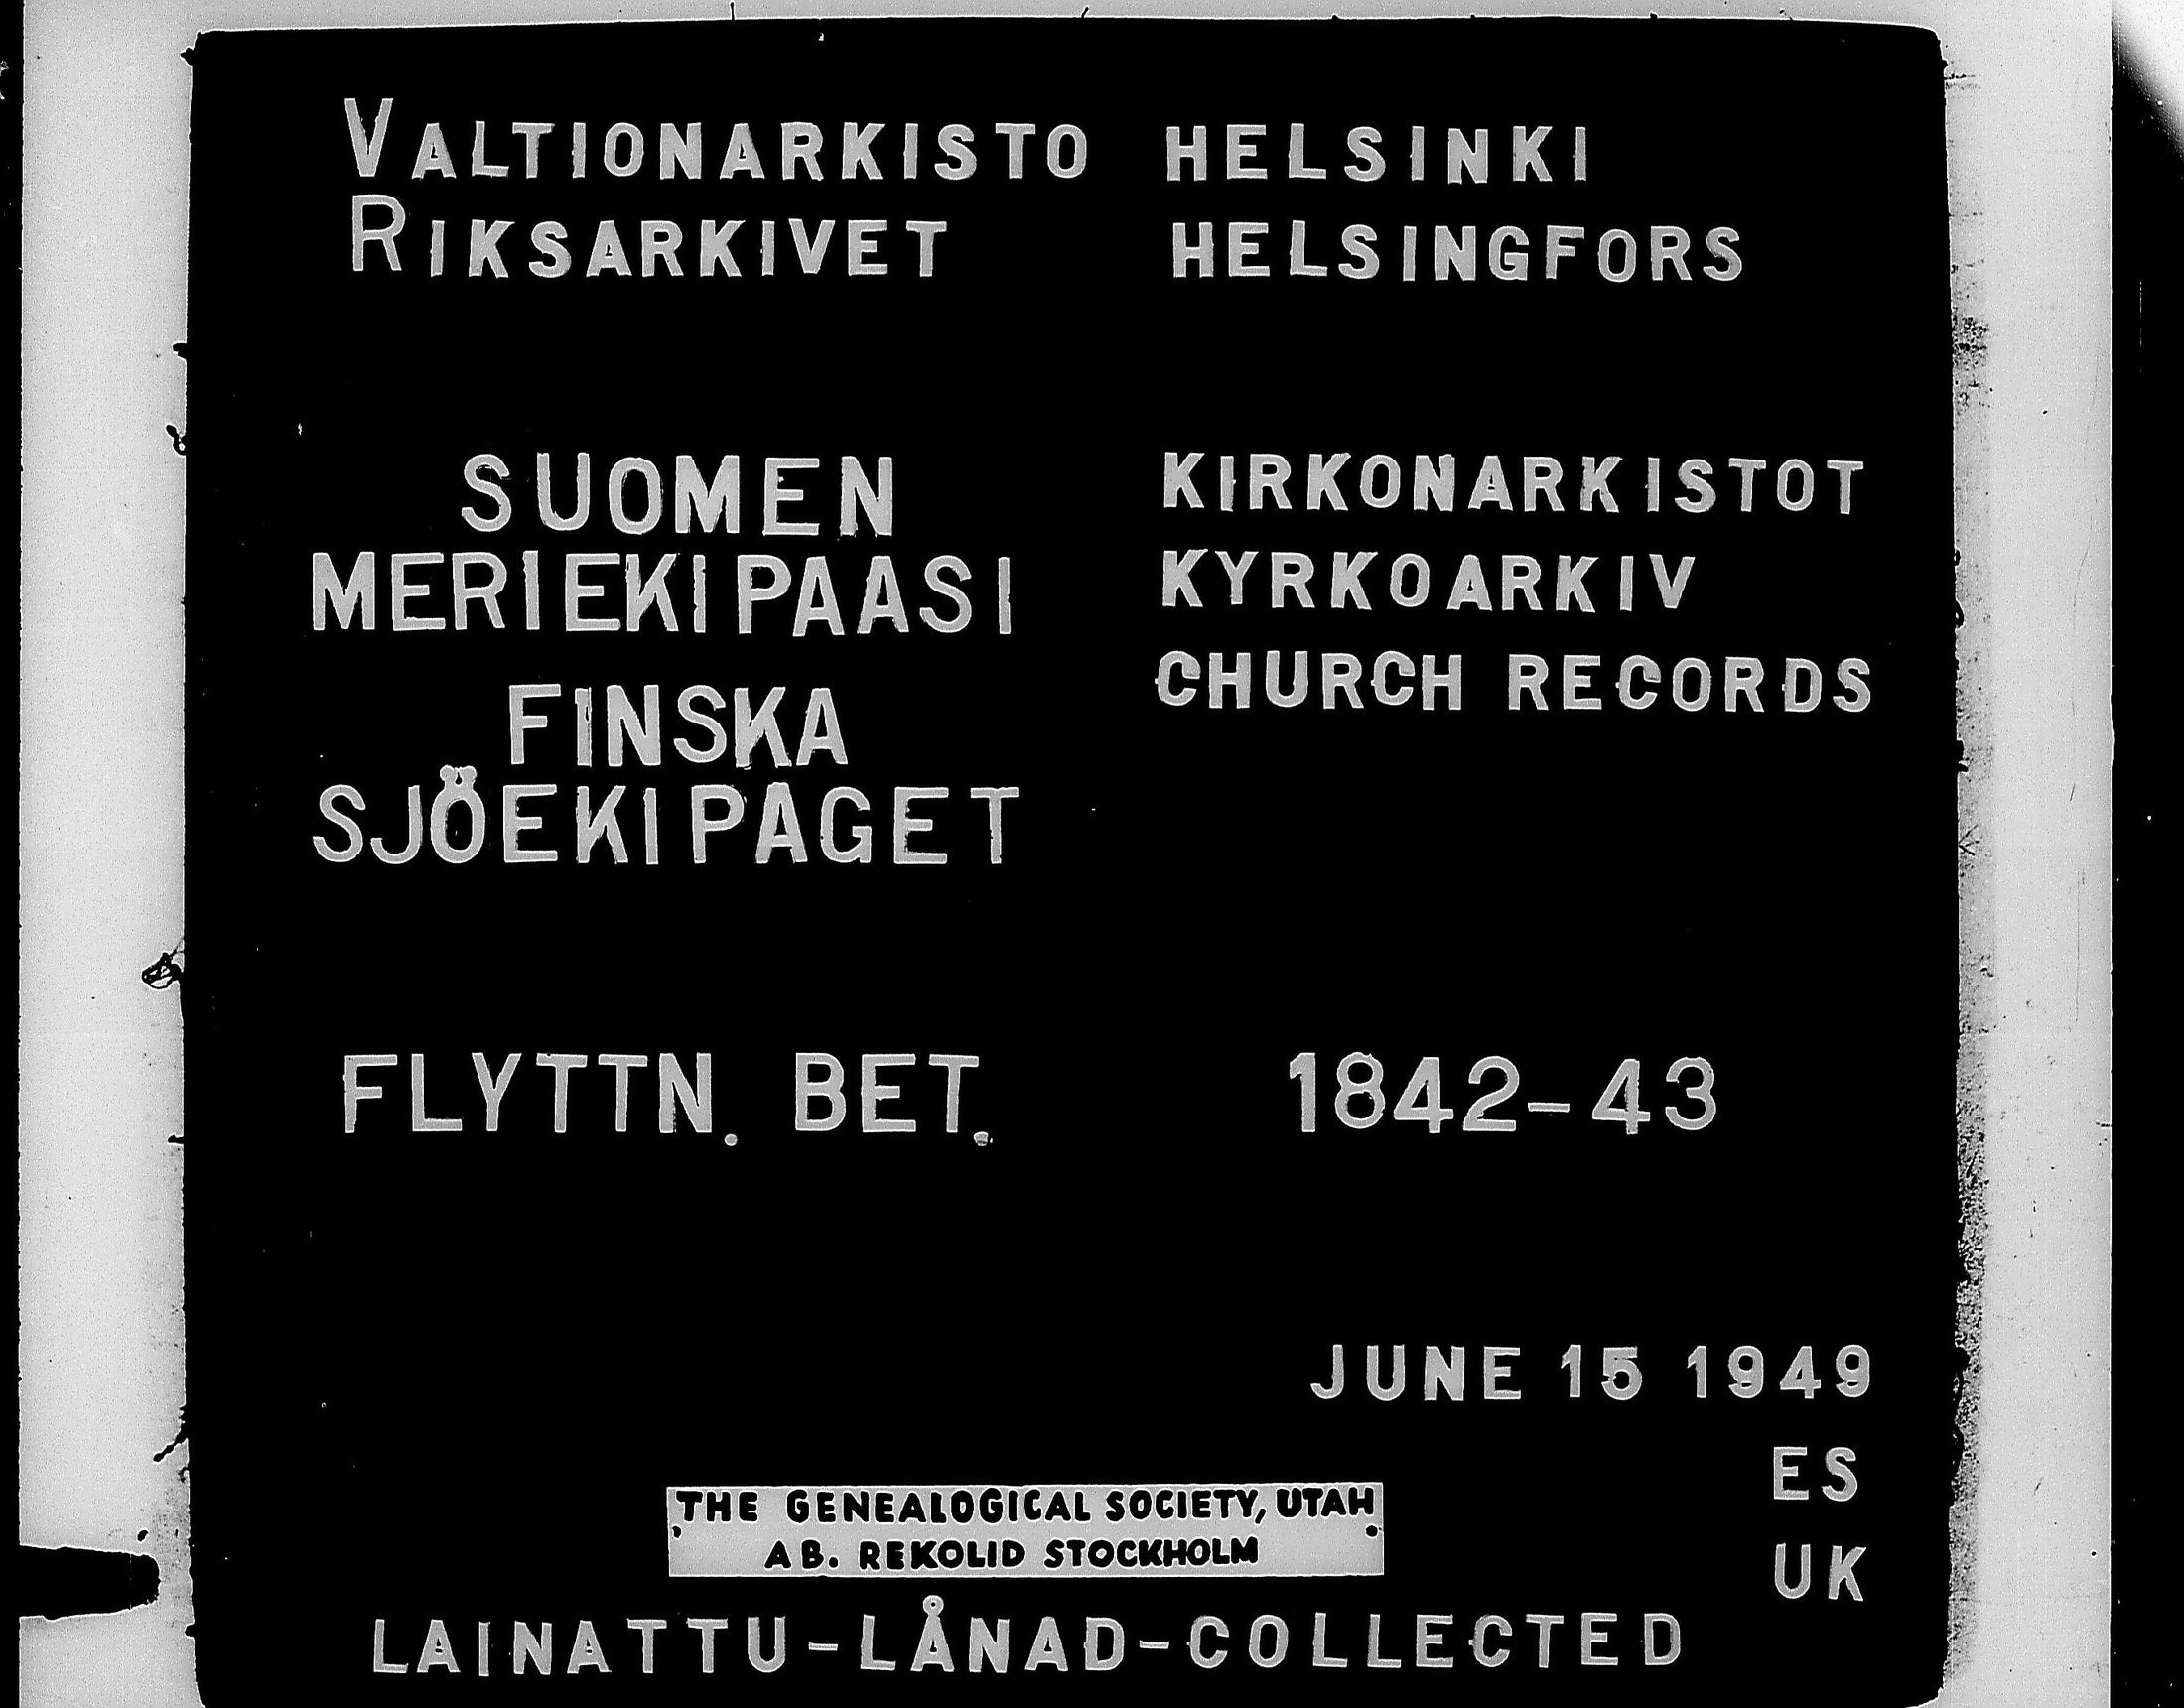 VALTIONARKISTO HELSINKI
RIKSARKIVET HELSINGFORS
SUOMEN
MERIEKIPAASI
FINSKA
SJÖEKIPAGET
KIRKONARKISTOT
KYRKOARKIV
CHURCH RECORDS
FLYTTN. BET. 1842-43
JUNE 15 1949
ES
UK
THE GENEALOGICAL SOCIETY, UTAH
AB. REKOLID STOCKHOLM
LAINATTU-LÅNAD-COLLECTED